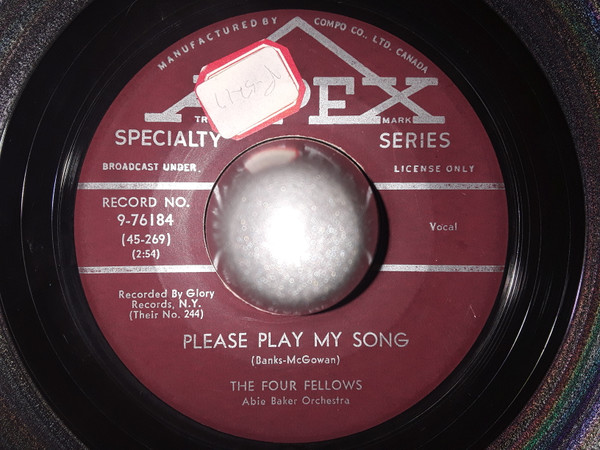 MANUFACTURED BY COMPO CO., LTD. CANADA
APEX
TRADE MARK
SPECIALTY SERIES
BROADCAST UNDER LICENSE ONLY
RECORD NO.
9-76184
(45-269)
(2:54)
Vocal
Recorded By Glory
Records, N.Y.
(Their No. 244)
PLEASE PLAY MY SONG
(Banks-McGowan)
THE FOUR FELLOWS
Abie Baker Orchestra